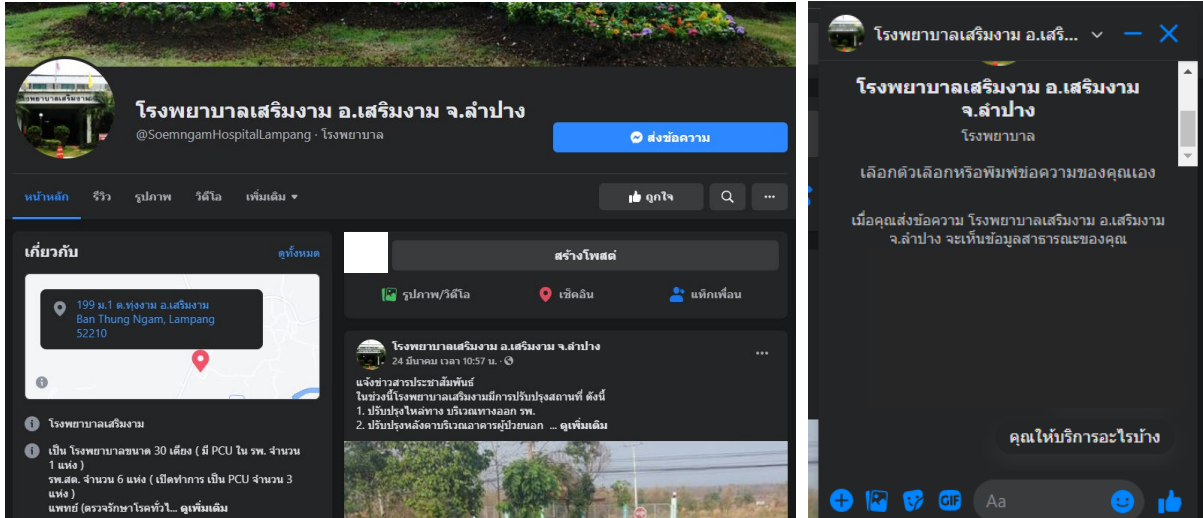 โรงพยาบาลเสริมงาม อ.เสริมงาม จ.ลำปาง
@SoemngamHospitalLampang · โรงพยาบาล
ส่งข้อความ
หน้าหลัก รีวิว รูปภาพ วิดีโอ เพิ่มเติม
ถูกใจ
เกี่ยวกับ
ดูทั้งหมด
199 ม.1 ต.ทุ่งงาม อ.เสริมงาม
Ban Thung Ngam, Lampang
52210
โรงพยาบาลเสริมงาม
เป็น โรงพยาบาลขนาด 30 เตียง ( มี PCU ใน รพ. จำนวน
1 แห่ง )
รพ.สต. จำนวน 6 แห่ง ( เปิดทำการ เป็น PCU จำนวน 3
แห่ง )
แพทย์ (ตรวจรักษาโรคทั่วไ... ดูเพิ่มเติม
สร้างโพสต์
รูปภาพ/วิดีโอ เช็คอิน แท็กเพื่อน
โรงพยาบาลเสริมงาม อ.เสริมงาม จ.ลำปาง
24 มีนาคม เวลา 10:57 น. ·
แจ้งข่าวสารประชาสัมพันธ์
ในช่วงนี้โรงพยาบาลเสริมงามมีการปรับปรุงสถานที่ ดังนี้
1. ปรับปรุงไหล่ทาง บริเวณทางออก รพ.
2. ปรับปรุงหลังคาบริเวณอาคารผู้ป่วยนอก ... ดูเพิ่มเติม
โรงพยาบาลเสริมงาม อ.เสริ...
โรงพยาบาลเสริมงาม อ.เสริมงาม
จ.ลำปาง
โรงพยาบาล
เลือกตัวเลือกหรือพิมพ์ข้อความของคุณเอง
เมื่อคุณส่งข้อความ โรงพยาบาลเสริมงาม อ.เสริมงาม
จ.ลำปาง จะเห็นข้อมูลสาธารณะของคุณ
คุณให้บริการอะไรบ้าง
GIF
Aa